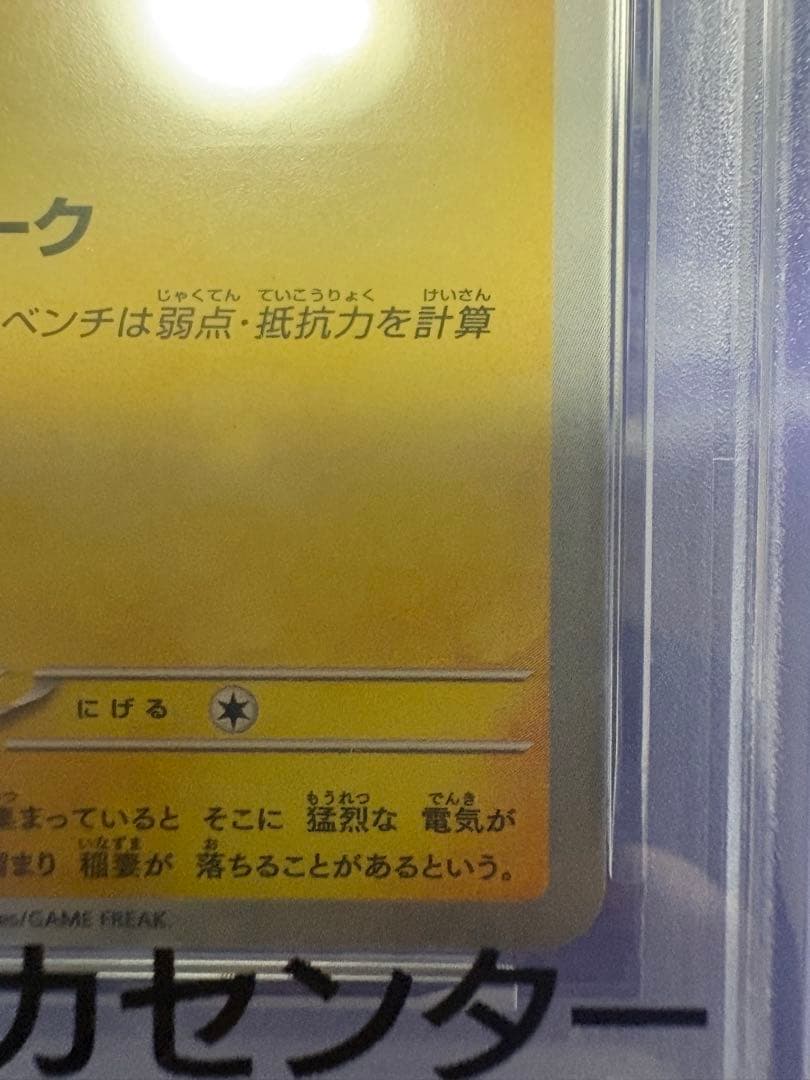 ーク
じゃくてん ていこうりょく けいさん
ベンチは弱点・抵抗力を計算
にげる
もうれつ でんき
集まっていると そこに 猛烈な 電気が
いなずま お
溜まり 稲妻が 落ちることがあるという。
es/GAME FREAK.
カセンター